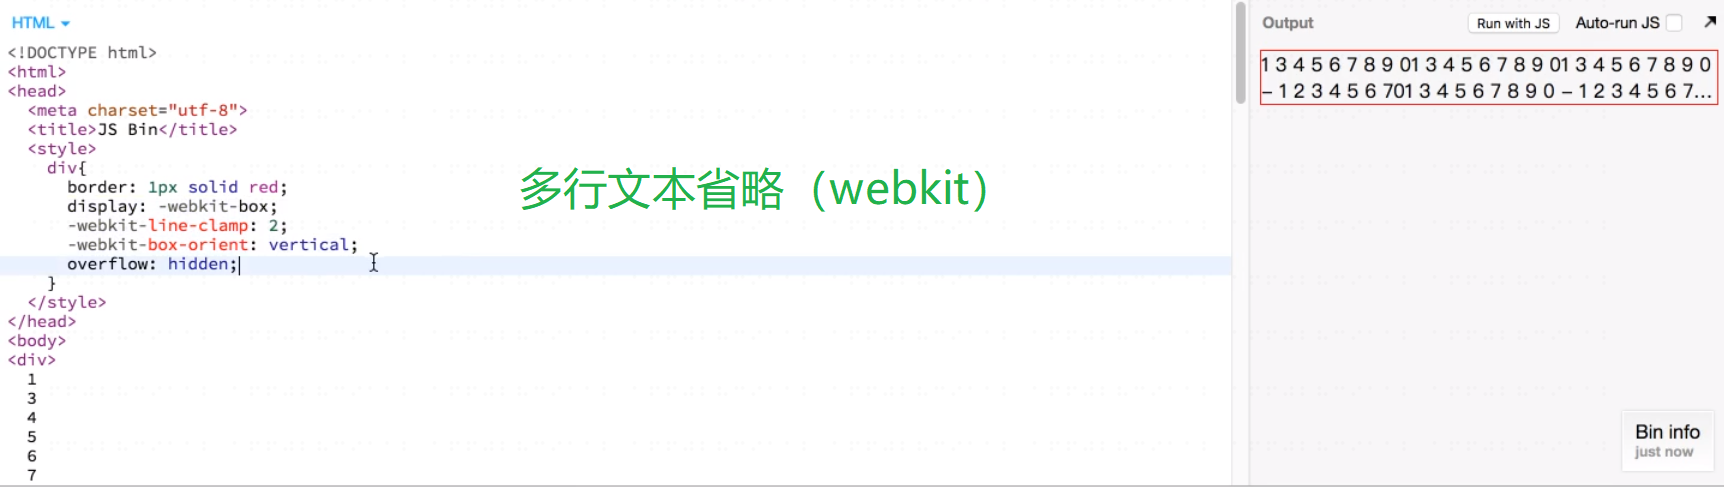 HTML
<!DOCTYPE html>
<html>
<head>
<meta charset="utf-8">
<title>JS Bin</title>
<style>
div{
border: 1px solid red;
display: -webkit-box;
-webkit-line-clamp: 2;
-webkit-box-orient: vertical;
overflow: hidden;
}
</style>
</head>
<body>
<div>
1
3
4
5
6
7
多行文本省略（webkit）
Output
Run with JS
Auto-run JS
1 3 4 5 6 7 8 9 01 3 4 5 6 7 8 9 01 3 4 5 6 7 8 9 0
– 1 2 3 4 5 6 701 3 4 5 6 7 8 9 0 – 1 2 3 4 5 6 7...
Bin info
just now